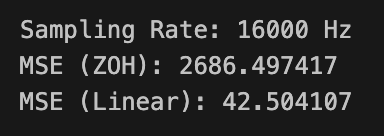 Sampling Rate: 16000 Hz
MSE (ZOH): 2686.497417
MSE (Linear): 42.504107